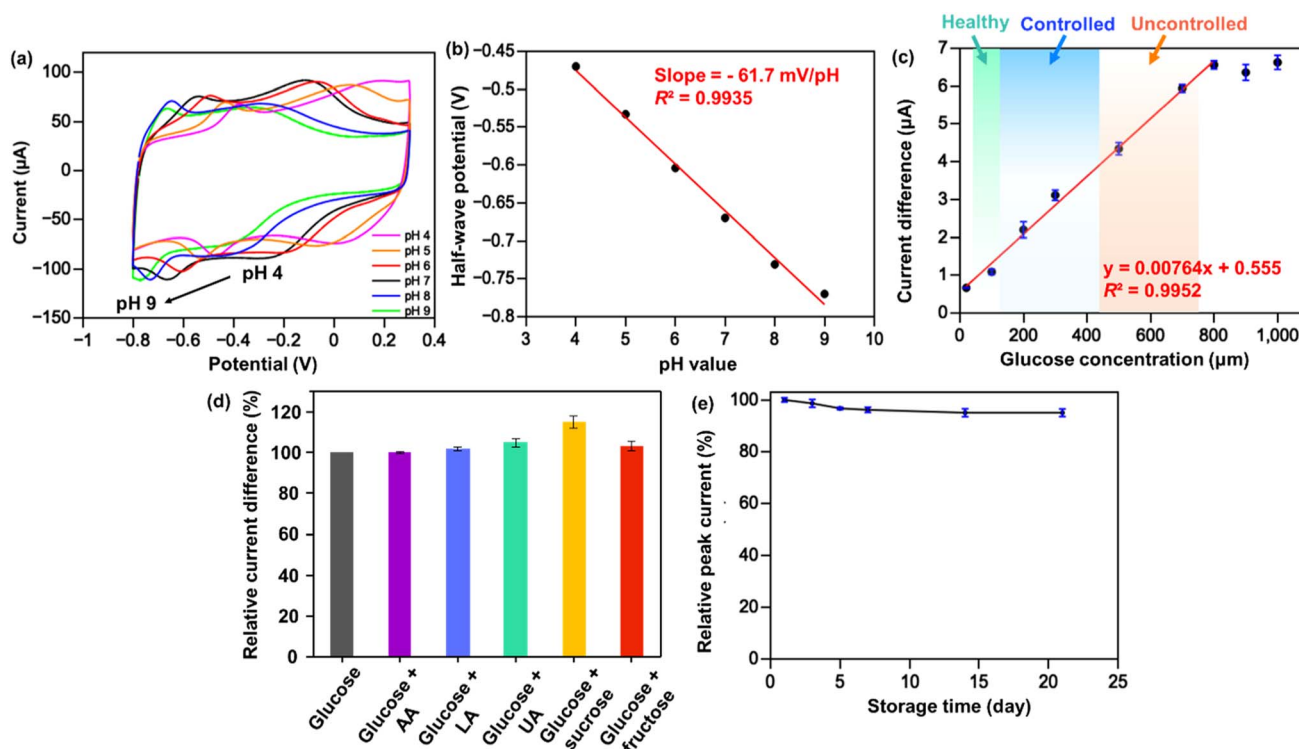 (a)
Current (µA)
100
50
0
−50
−100
−150
pH 4
pH 5
pH 6
pH 7
pH 8
pH 9
pH 4
pH 9
−1
−0.8
−0.6
−0.4
−0.2
0
0.2
0.4
Potential (V)
(b)
Half-wave potential (V)
−0.45
−0.5
−0.55
−0.6
−0.65
−0.7
−0.75
−0.8
Slope = - 61.7 mV/pH
R² = 0.9935
3
4
5
6
7
8
9
10
pH value
Healthy
Controlled
Uncontrolled
(c)
Current difference (µA)
7
6
5
4
3
2
1
0
y = 0.00764x + 0.555
R² = 0.9952
0
200
400
600
800
1,000
Glucose concentration (µm)
(d)
Relative current difference (%)
120
100
80
60
40
20
0
Glucose
Glucose +
AA
Glucose +
LA
Glucose +
UA
Glucose +
sucrose
Glucose +
fructose
(e)
Relative peak current (%)
100
80
60
40
20
0
0
5
10
15
20
25
Storage time (day)